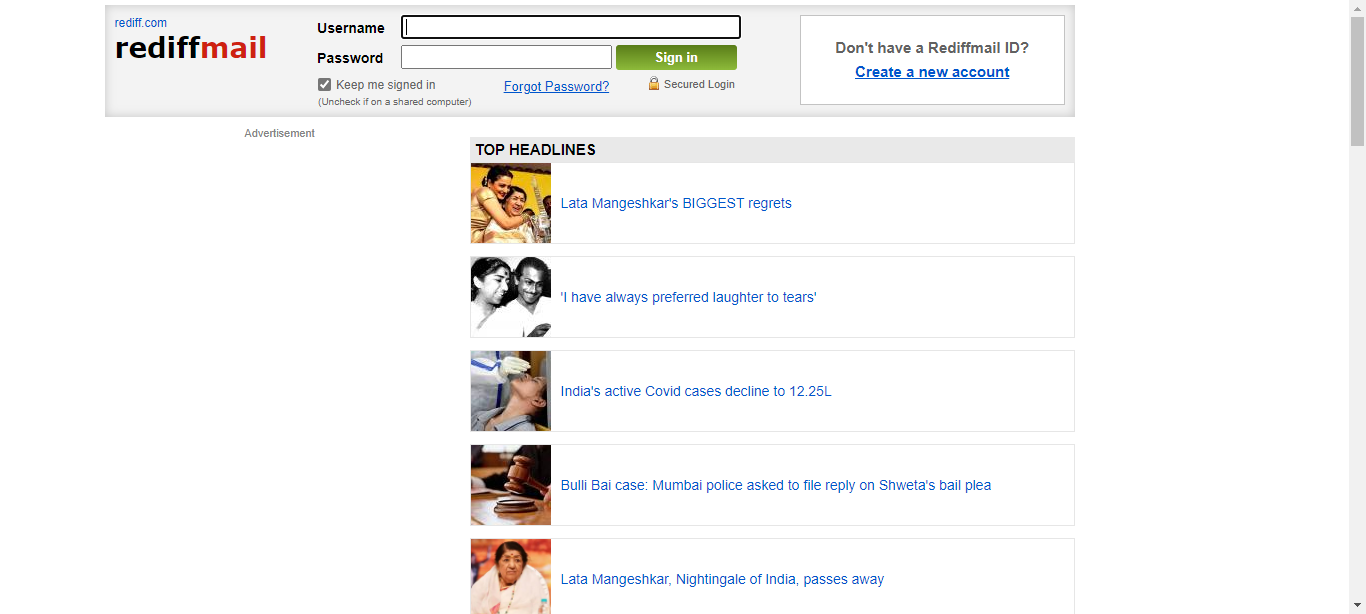 rediff.com
rediffmail
Username
Password
Sign in
Keep me signed in
Forgot Password?
Secured Login
(Uncheck if on a shared computer)
Don't have a Rediffmail ID?
Create a new account
Advertisement
TOP HEADLINES
Lata Mangeshkar's BIGGEST regrets
'I have always preferred laughter to tears'
India's active Covid cases decline to 12.25L
Bulli Bai case: Mumbai police asked to file reply on Shweta's bail plea
Lata Mangeshkar, Nightingale of India, passes away